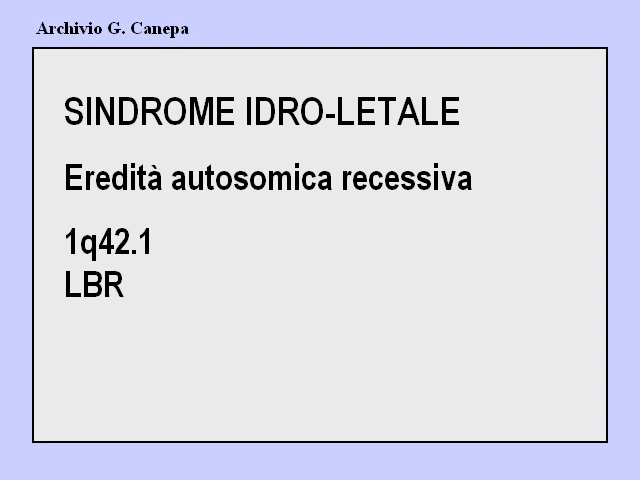 Archivio G. Canepa
SINDROME IDRO-LETALE
Eredità autosomica recessiva
1q42.1
LBR